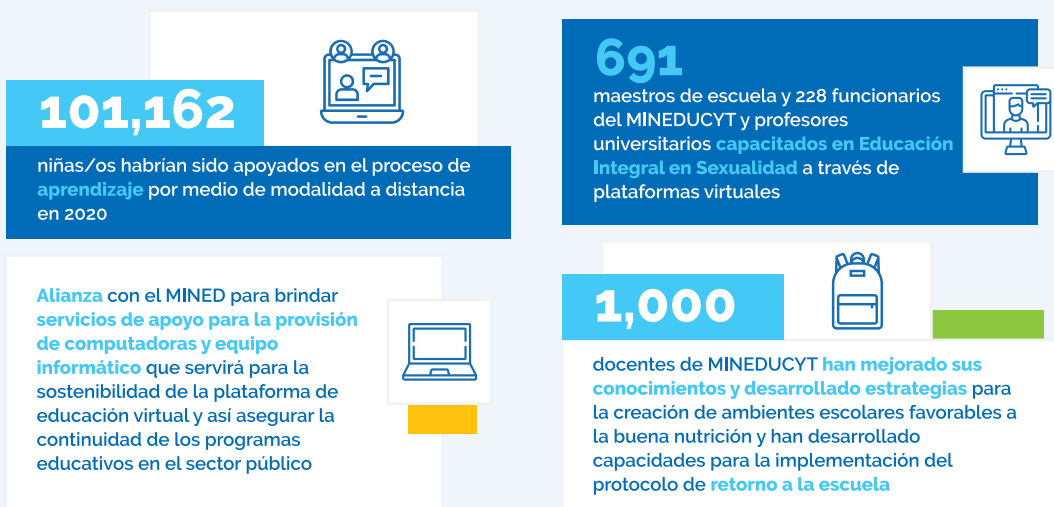 101,162
niñas/os habrían sido apoyados en el proceso de
aprendizaje por medio de modalidad a distancia
en 2020
691
maestros de escuela y 228 funcionarios
del MINEDUCYT y profesores
universitarios capacitados en Educación
Integral en Sexualidad a través de
plataformas virtuales
Alianza con el MINED para brindar
servicios de apoyo para la provisión
de computadoras y equipo
informático que servirá para la
sostenibilidad de la plataforma de
educación virtual y así asegurar la
continuidad de los programas
educativos en el sector público
1,000
docentes de MINEDUCYT han mejorado sus
conocimientos y desarrollado estrategias para
la creación de ambientes escolares favorables a
la buena nutrición y han desarrollado
capacidades para la implementación del
protocolo de retorno a la escuela